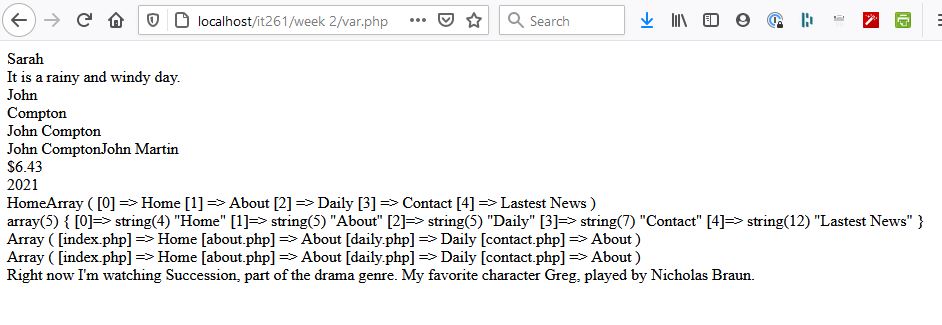 localhost/it261/week 2/var.php
Search
Sarah
It is a rainy and windy day.
John
Compton
John Compton
John ComptonJohn Martin
$6.43
2021
HomeArray ( [0] => Home [1] => About [2] => Daily [3] => Contact [4] => Lastest News )
array(5) { [0]=> string(4) "Home" [1]=> string(5) "About" [2]=> string(5) "Daily" [3]=> string(7) "Contact" [4]=> string(12) "Lastest News" }
Array ( [index.php] => Home [about.php] => About [daily.php] => Daily [contact.php] => About )
Array ( [index.php] => Home [about.php] => About [daily.php] => Daily [contact.php] => About )
Right now I'm watching Succession, part of the drama genre. My favorite character Greg, played by Nicholas Braun.